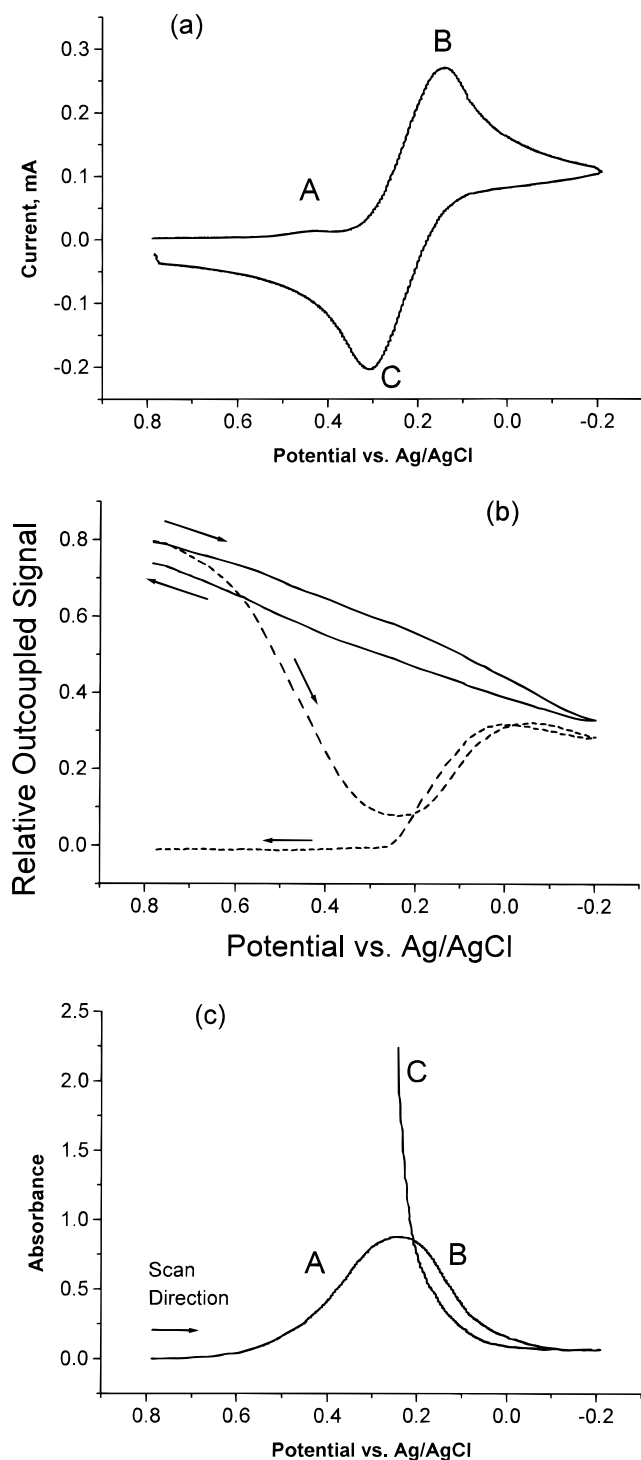 (a)
B
A
C
0.3
0.2
0.1
0.0
-0.1
-0.2
Current, mA
0.8 0.6 0.4 0.2 0.0 -0.2
Potential vs. Ag/AgCl
(b)
0.8
0.6
0.4
0.2
0.0
Relative Outcoupled Signal
0.8 0.6 0.4 0.2 0.0 -0.2
Potential vs. Ag/AgCl
(c)
2.5
2.0
1.5
1.0
0.5
0.0
Absorbance
C
A
B
Scan
Direction
0.8 0.6 0.4 0.2 0.0 -0.2
Potential vs. Ag/AgCl